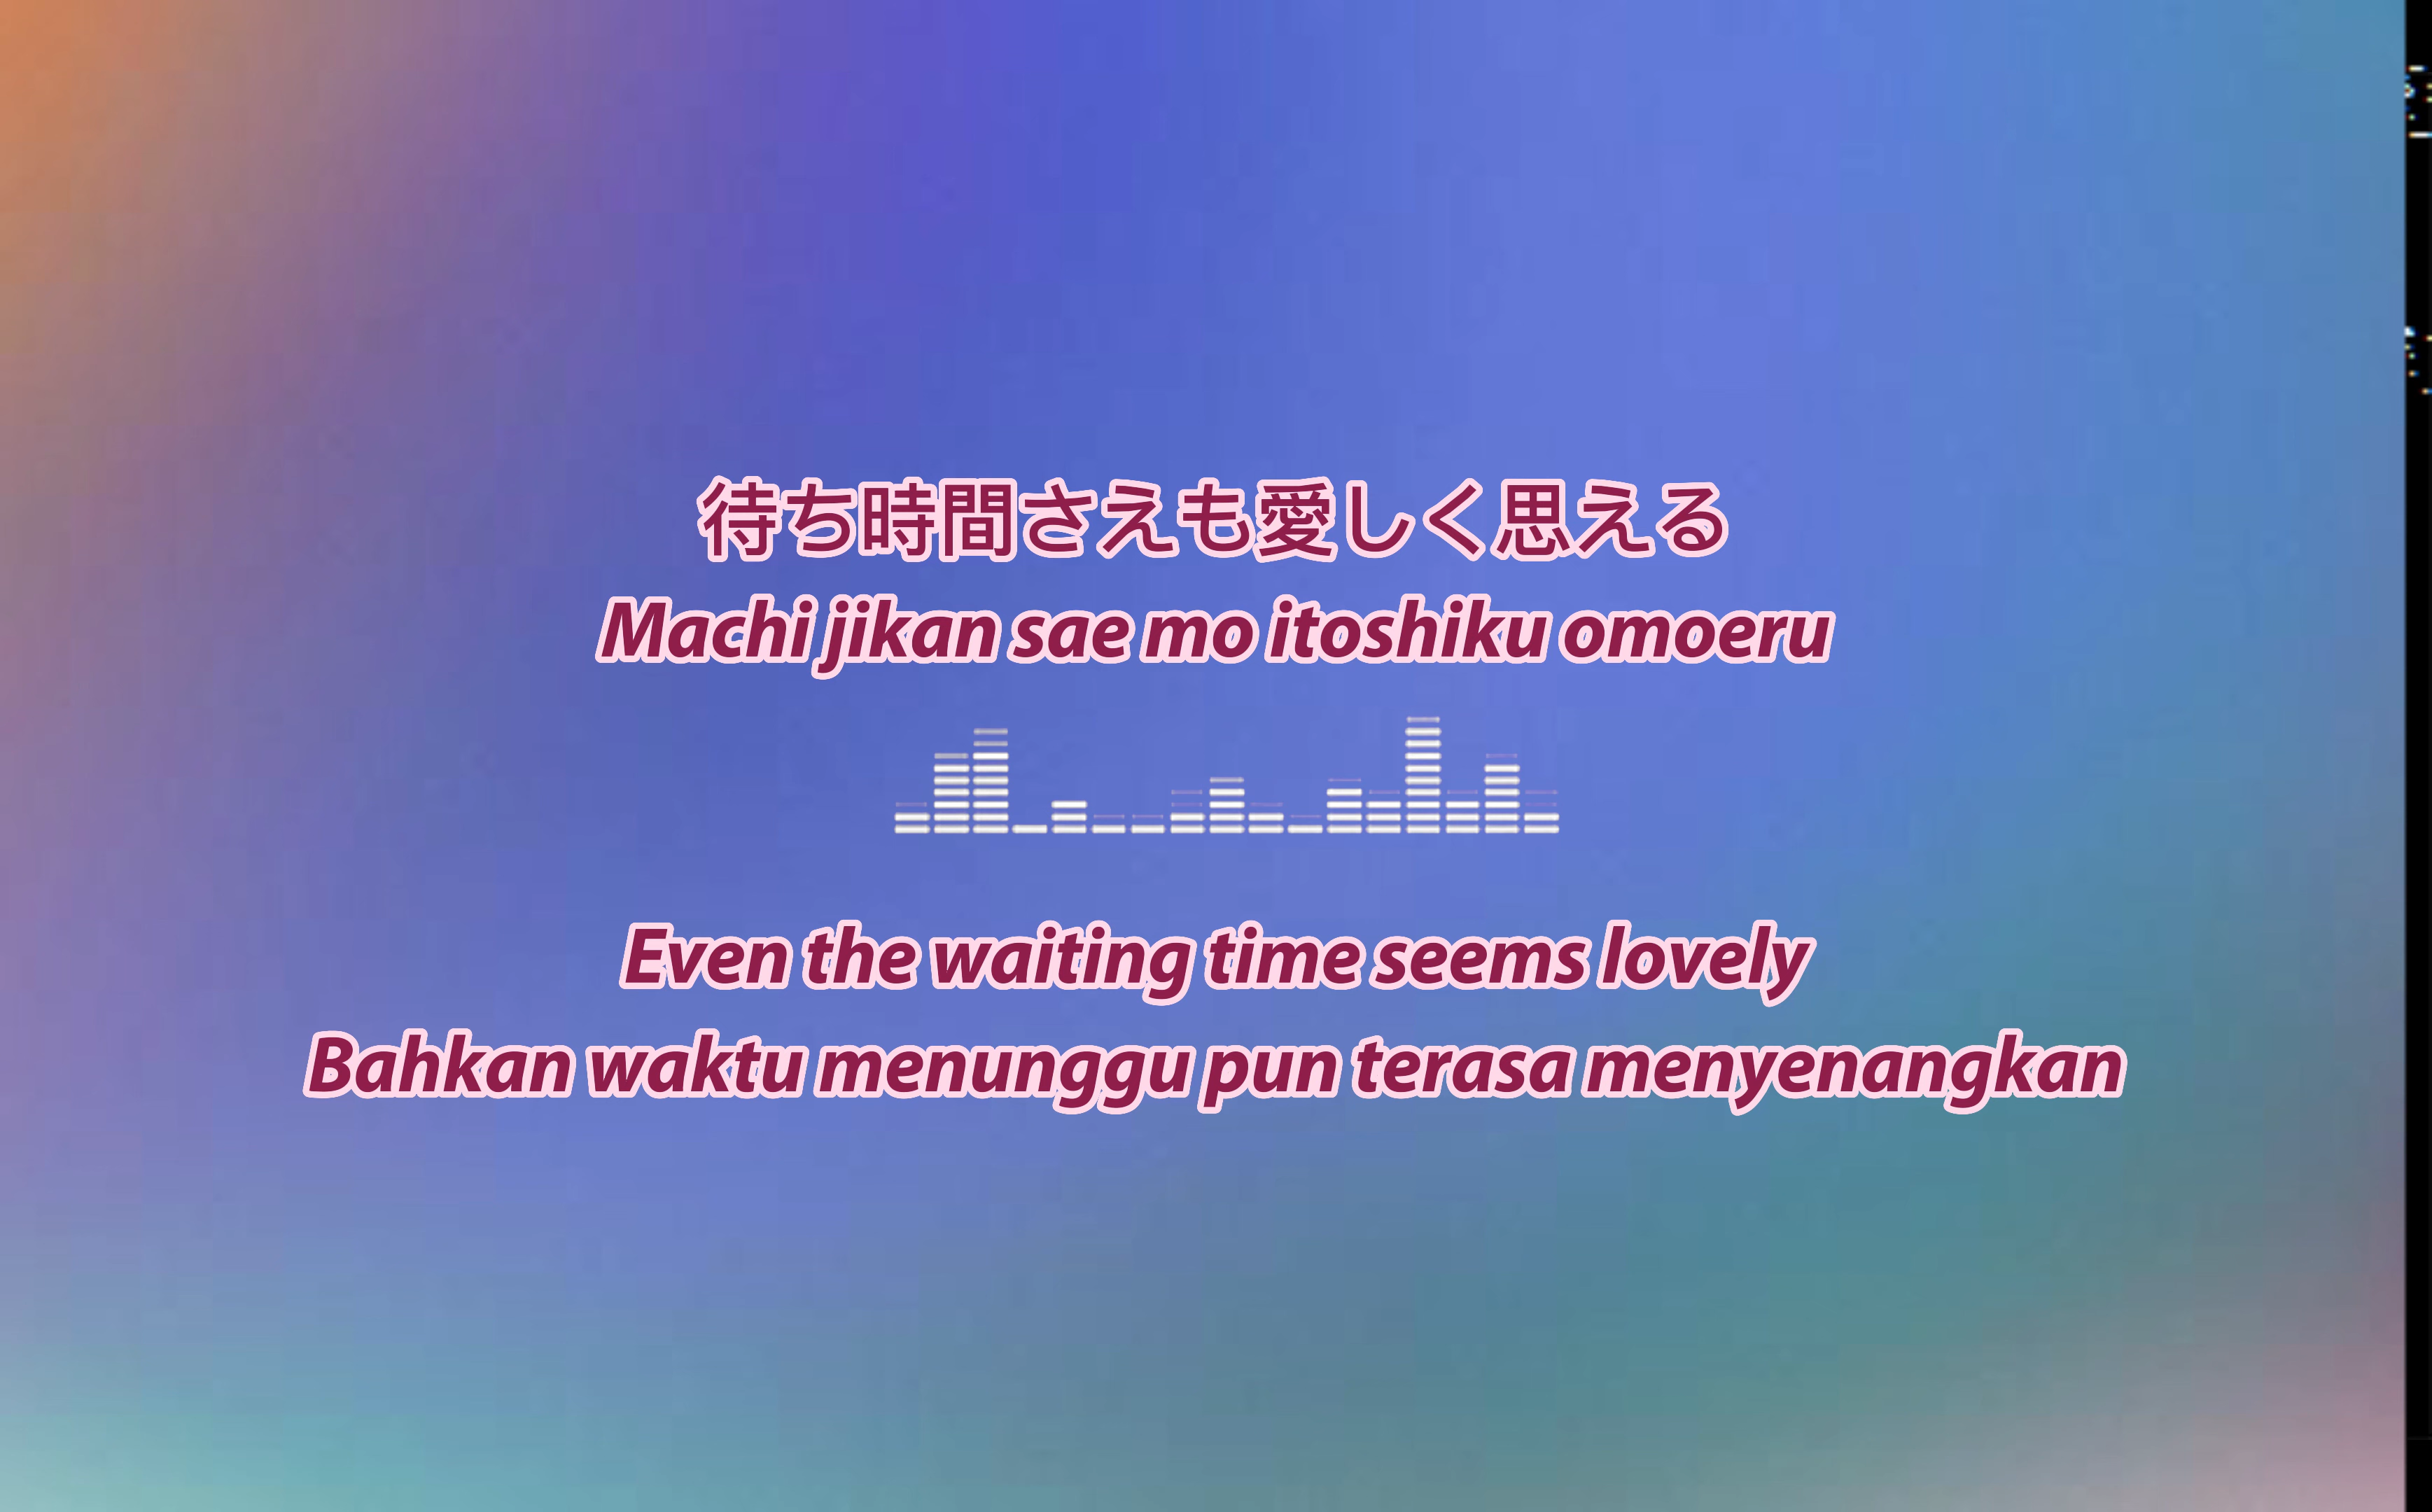 待ち時間さえも愛しく思える
Machi jikan sae mo itoshiku omoeru
Even the waiting time seems lovely
Bahkan waktu menunggu pun terasa menyenangkan